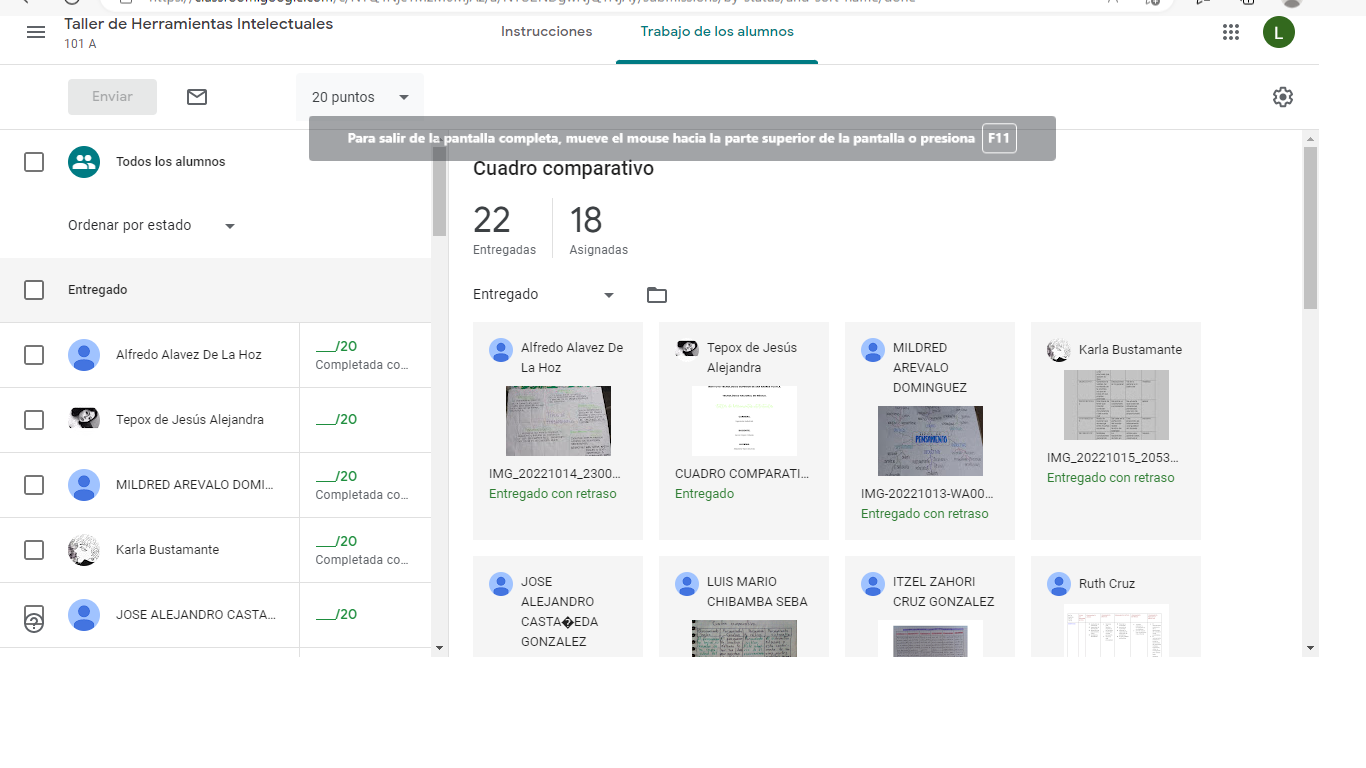 Taller de Herramientas Intelectuales
101 A
Instrucciones
Trabajo de los alumnos
L
Enviar
20 puntos
Para salir de la pantalla completa, mueve el mouse hacia la parte superior de la pantalla o presiona F11
Todos los alumnos
Ordenar por estado
Entregado
Alfredo Alavez De La Hoz
___/20
Completada co...
Tepox de Jesús Alejandra
___/20
MILDRED AREVALO DOMI...
___/20
Completada co...
Karla Bustamante
___/20
Completada co...
JOSE ALEJANDRO CASTA...
___/20
Cuadro comparativo
22
Entregadas
18
Asignadas
Entregado
Alfredo Alavez De
La Hoz
IMG_20221014_2300...
Entregado con retraso
Tepox de Jesús
Alejandra
CUADRO COMPARATI...
Entregado
MILDRED
AREVALO
DOMINGUEZ
PENSAMIENTO
IMG-20221013-WA00...
Entregado con retraso
Karla Bustamante
IMG_20221015_2053...
Entregado con retraso
JOSE
ALEJANDRO
CASTA�EDA
GONZALEZ
LUIS MARIO
CHIBAMBA SEBA
ITZEL ZAHORI
CRUZ GONZALEZ
Ruth Cruz